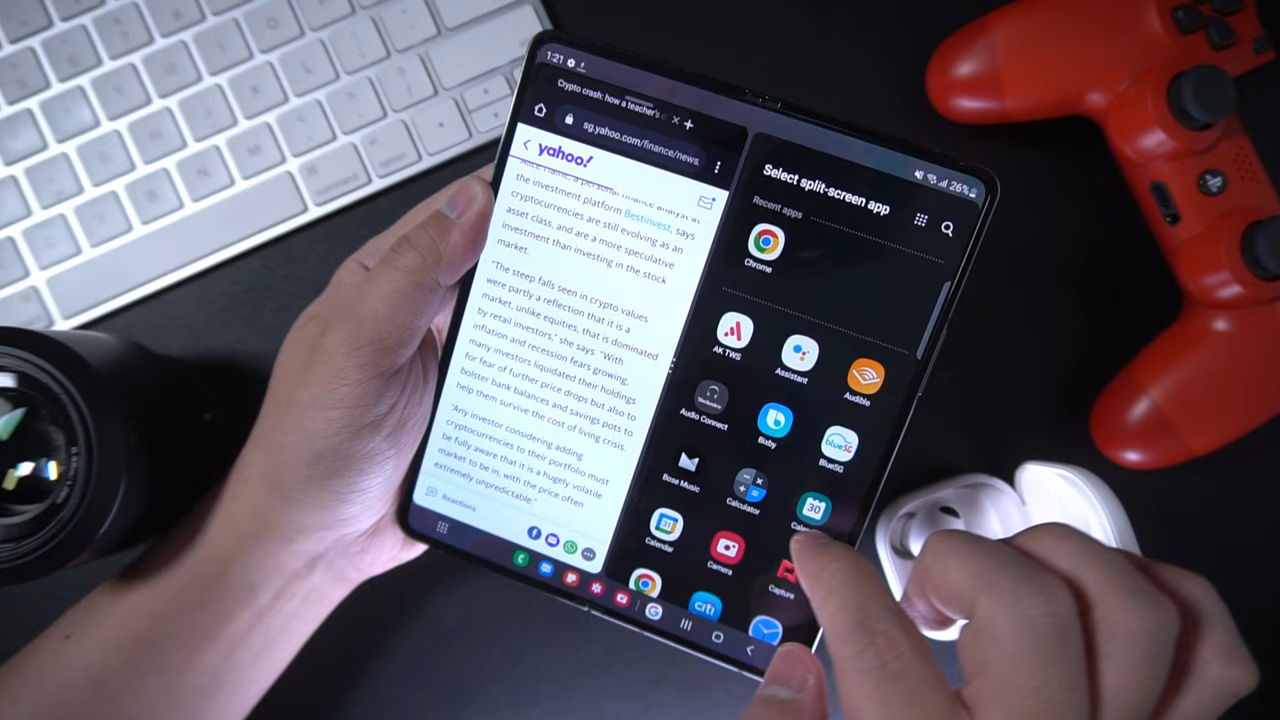 1:21
Crypto crash: how a teacher's
sg.yahoo.com/finance/news
yahoo!
the investment platform Bestinvest, says
cryptocurrencies are still evolving as an
asset class, and are a more speculative
investment than investing in the stock
market.
"The steep falls seen in crypto values
were partly a reflection that it is a
market, unlike equities, that is dominated
by retail investors," she says. "With
inflation and recession fears growing,
many investors liquidated their holdings
for fear of further price drops but also to
bolster bank balances and savings pots to
help them survive the cost of living crisis.
"Any investor considering adding
cryptocurrencies to their portfolio must
be fully aware that it is a hugely volatile
market to be in, with the price often
extremely unpredictable."
Reactions
26%
Select split-screen app
Recent apps
Chrome
AK TWS
Assistant
Audible
Technics
Audio Connect
Bixby
blueSG
BlueSG
Bose Music
Calculator
30
31
Calendar
Camera
Capture
citi